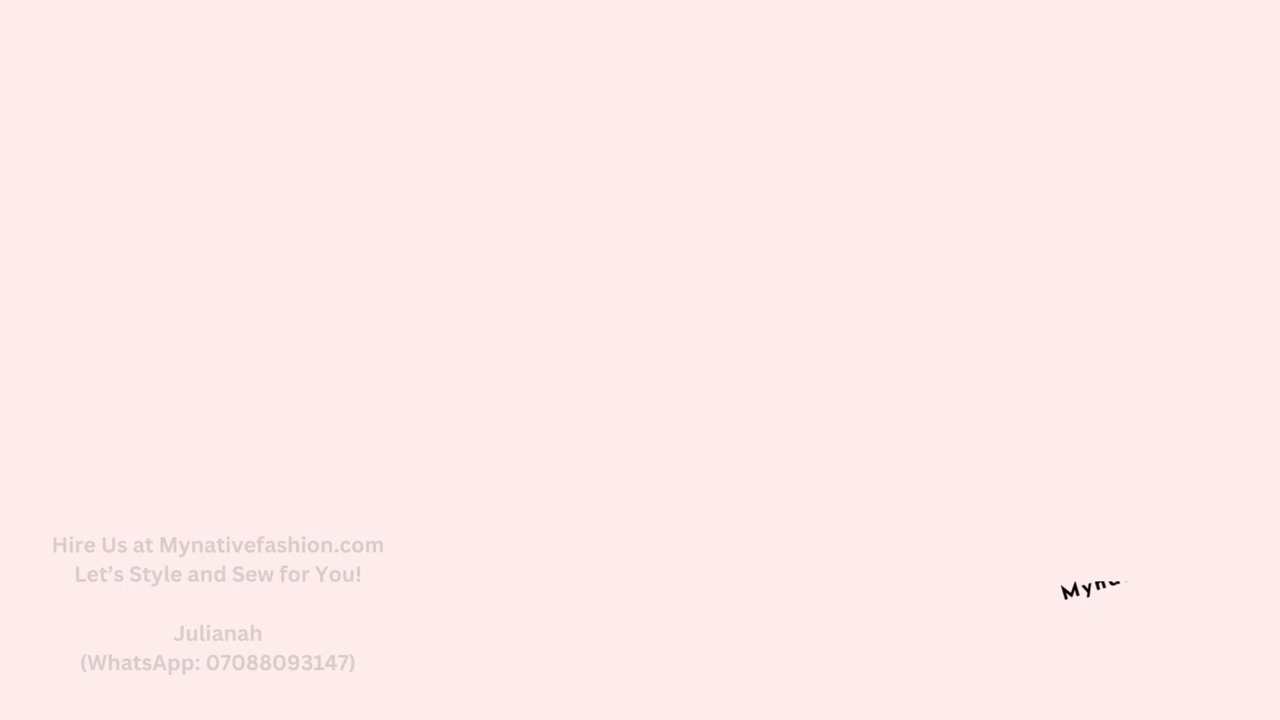 Hire Us at Mynativefashion.com
Let’s Style and Sew for You!
Julianah
(WhatsApp: 07088093147)